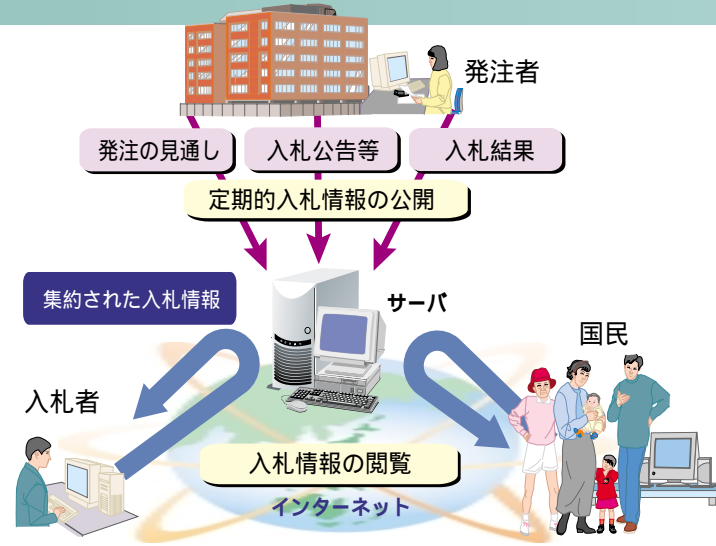 発注者
発注の見通し
入札公告等
入札結果
定期的入札情報の公開
集約された入札情報
サーバ
国民
入札者
入札情報の閲覧
インターネット